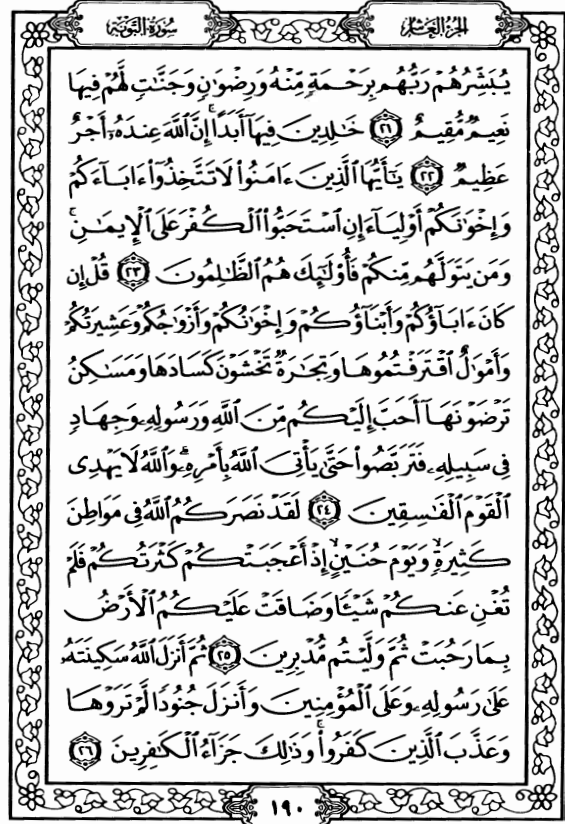 سُورَةُ التَّوْبَةِ الجُزْءُ العَاشِرُ
يُبَشِّرُهُمْ رَبُّهُم بِرَحْمَةٍ مِّنْهُ وَرِضْوَٰنٍ وَجَنَّٰتٍ لَّهُمْ فِيهَا
نَعِيمٌ مُّقِيمٌ ﴿٢١﴾ خَٰلِدِينَ فِيهَآ أَبَدًا ۚ إِنَّ ٱللَّهَ عِندَهُۥٓ أَجْرٌ
عَظِيمٌ ﴿٢٢﴾ يَٰٓأَيُّهَا ٱلَّذِينَ ءَامَنُوا۟ لَا تَتَّخِذُوٓا۟ ءَابَآءَكُمْ
وَإِخْوَٰنَكُمْ أَوْلِيَآءَ إِنِ ٱسْتَحَبُّوا۟ ٱلْكُفْرَ عَلَى ٱلْإِيمَٰنِ ۚ
وَمَن يَتَوَلَّهُم مِّنكُمْ فَأُو۟لَٰٓئِكَ هُمُ ٱلظَّٰلِمُونَ ﴿٢٣﴾ قُلْ إِن
كَانَ ءَابَآؤُكُمْ وَأَبْنَآؤُكُمْ وَإِخْوَٰنُكُمْ وَأَزْوَٰجُكُمْ وَعَشِيرَتُكُمْ
وَأَمْوَٰلٌ ٱقْتَرَفْتُمُوهَا وَتِجَٰرَةٌ تَخْشَوْنَ كَسَادَهَا وَمَسَٰكِنُ
تَرْضَوْنَهَآ أَحَبَّ إِلَيْكُم مِّنَ ٱللَّهِ وَرَسُولِهِۦ وَجِهَادٍ
فِى سَبِيلِهِۦ فَتَرَبَّصُوا۟ حَتَّىٰ يَأْتِىَ ٱللَّهُ بِأَمْرِهِۦ ۗ وَٱللَّهُ لَا يَهْدِى
ٱلْقَوْمَ ٱلْفَٰسِقِينَ ﴿٢٤﴾ لَقَدْ نَصَرَكُمُ ٱللَّهُ فِى مَوَاطِنَ
كَثِيرَةٍ ۙ وَيَوْمَ حُنَيْنٍ ۙ إِذْ أَعْجَبَتْكُمْ كَثْرَتُكُمْ فَلَمْ
تُغْنِ عَنكُمْ شَيْـًٔا وَضَاقَتْ عَلَيْكُمُ ٱلْأَرْضُ
بِمَا رَحُبَتْ ثُمَّ وَلَّيْتُم مُّدْبِرِينَ ﴿٢٥﴾ ثُمَّ أَنزَلَ ٱللَّهُ سَكِينَتَهُۥ
عَلَىٰ رَسُولِهِۦ وَعَلَى ٱلْمُؤْمِنِينَ وَأَنزَلَ جُنُودًا لَّمْ تَرَوْهَا
وَعَذَّبَ ٱلَّذِينَ كَفَرُوا۟ ۚ وَذَٰلِكَ جَزَآءُ ٱلْكَٰفِرِينَ ﴿٢٦﴾
١٩٠